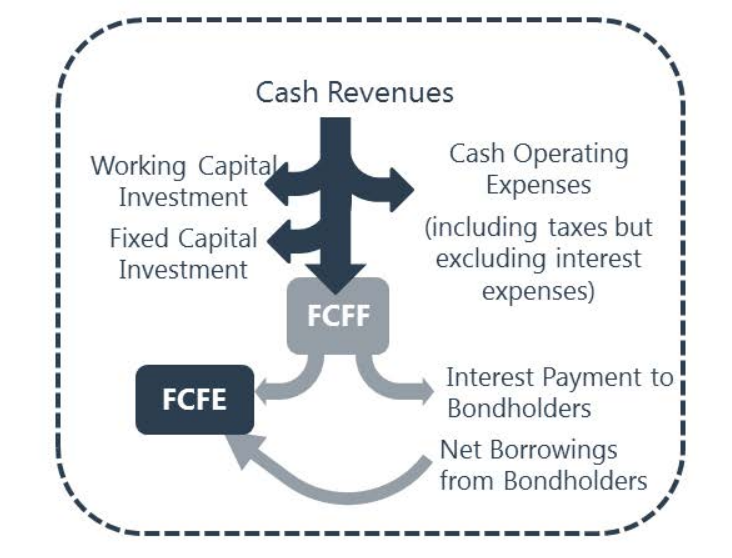 Cash Revenues
Working Capital
Investment
Fixed Capital
Investment
Cash Operating
Expenses
(including taxes but
excluding interest
expenses)
FCFF
FCFE
Interest Payment to
Bondholders
Net Borrowings
from Bondholders